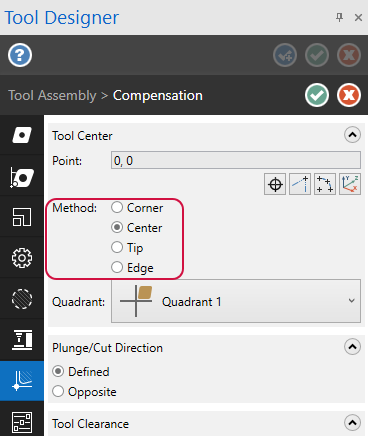 Tool Designer
?
Tool Assembly > Compensation
Tool Center
Point: 0, 0
Method: Corner
Center
Tip
Edge
Quadrant: Quadrant 1
Plunge/Cut Direction
Defined
Opposite
Tool Clearance